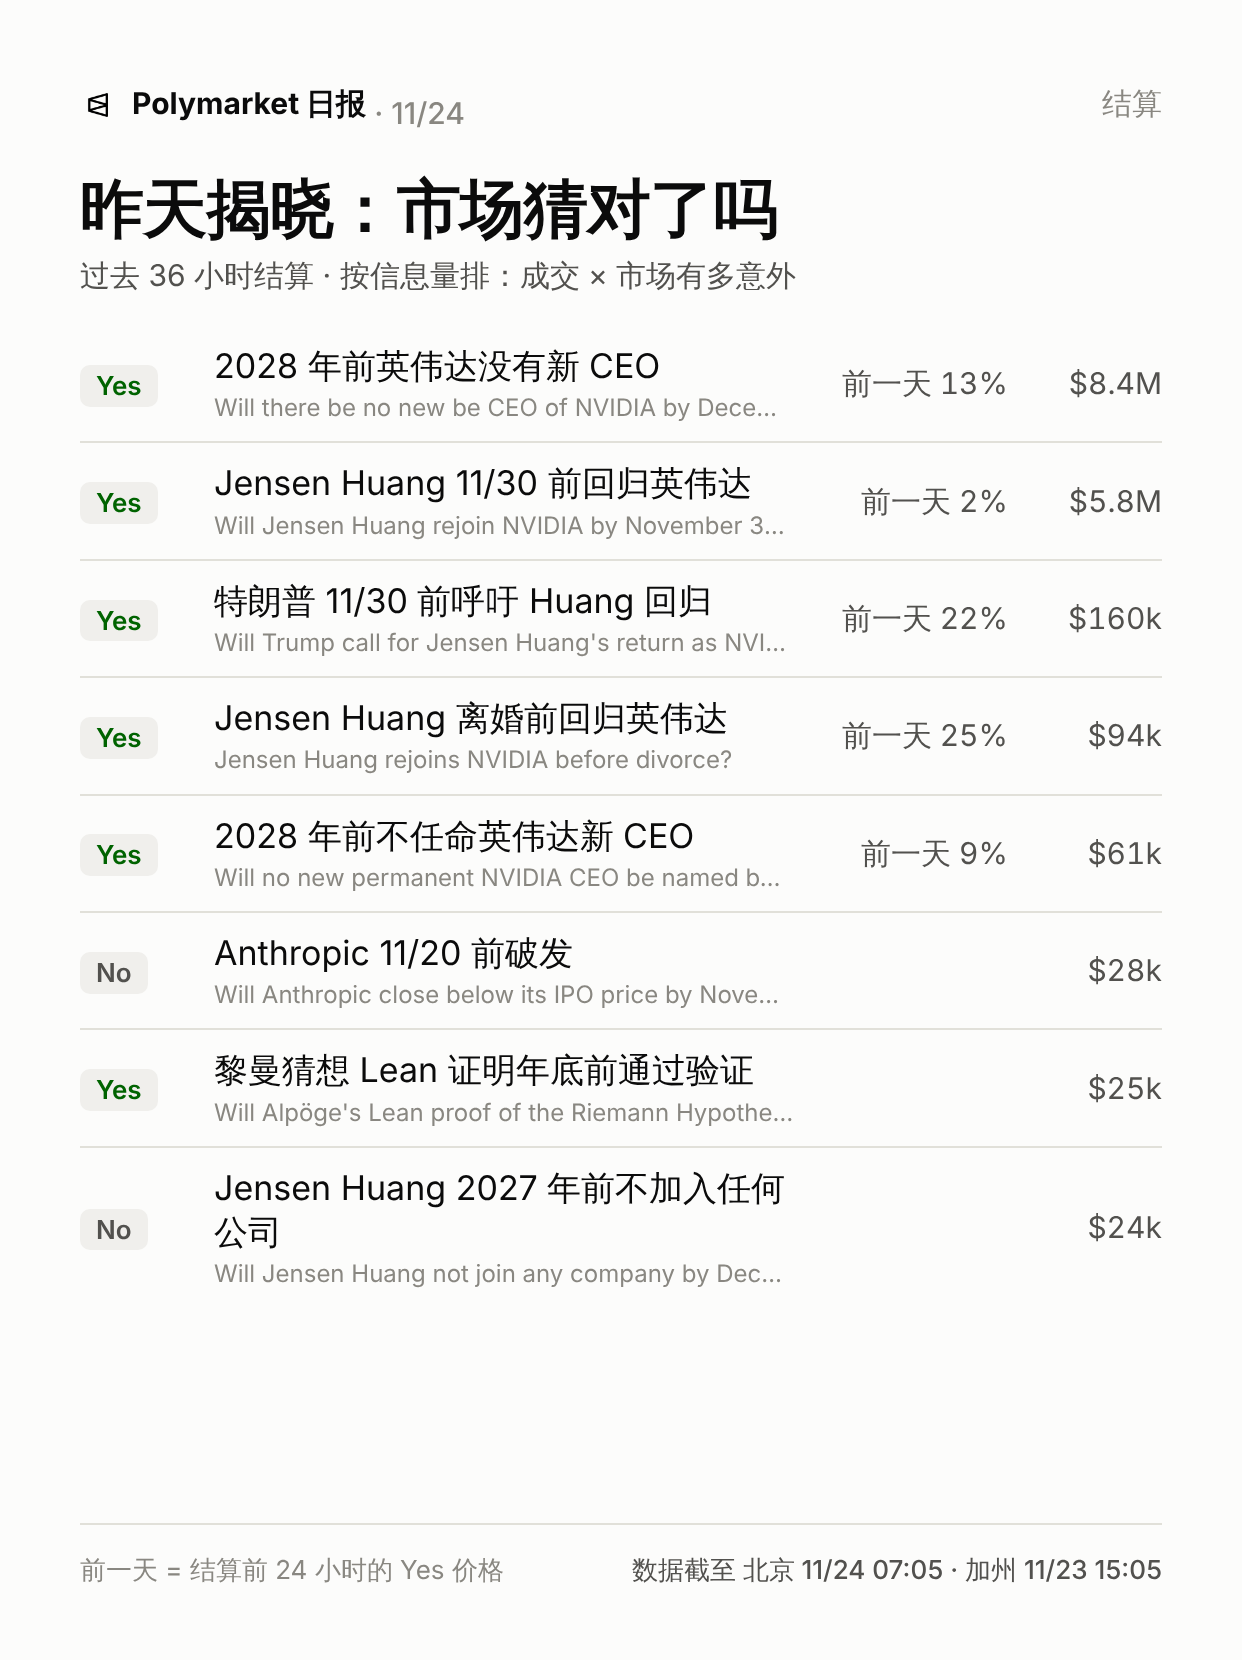 Polymarket 日报 · 11/24
结算
昨天揭晓：市场猜对了吗
过去 36 小时结算 · 按信息量排：成交 × 市场有多意外
Yes
2028 年前英伟达没有新 CEO
Will there be no new be CEO of NVIDIA by Dece...
前一天 13%
$8.4M
Yes
Jensen Huang 11/30 前回归英伟达
Will Jensen Huang rejoin NVIDIA by November 3...
前一天 2%
$5.8M
Yes
特朗普 11/30 前呼吁 Huang 回归
Will Trump call for Jensen Huang's return as NVI...
前一天 22%
$160k
Yes
Jensen Huang 离婚前回归英伟达
Jensen Huang rejoins NVIDIA before divorce?
前一天 25%
$94k
Yes
2028 年前不任命英伟达新 CEO
Will no new permanent NVIDIA CEO be named b...
前一天 9%
$61k
No
Anthropic 11/20 前破发
Will Anthropic close below its IPO price by Nove...
$28k
Yes
黎曼猜想 Lean 证明年底前通过验证
Will Alpöge's Lean proof of the Riemann Hypothe...
$25k
No
Jensen Huang 2027 年前不加入任何
公司
Will Jensen Huang not join any company by Dec...
$24k
前一天 = 结算前 24 小时的 Yes 价格
数据截至 北京 11/24 07:05 · 加州 11/23 15:05